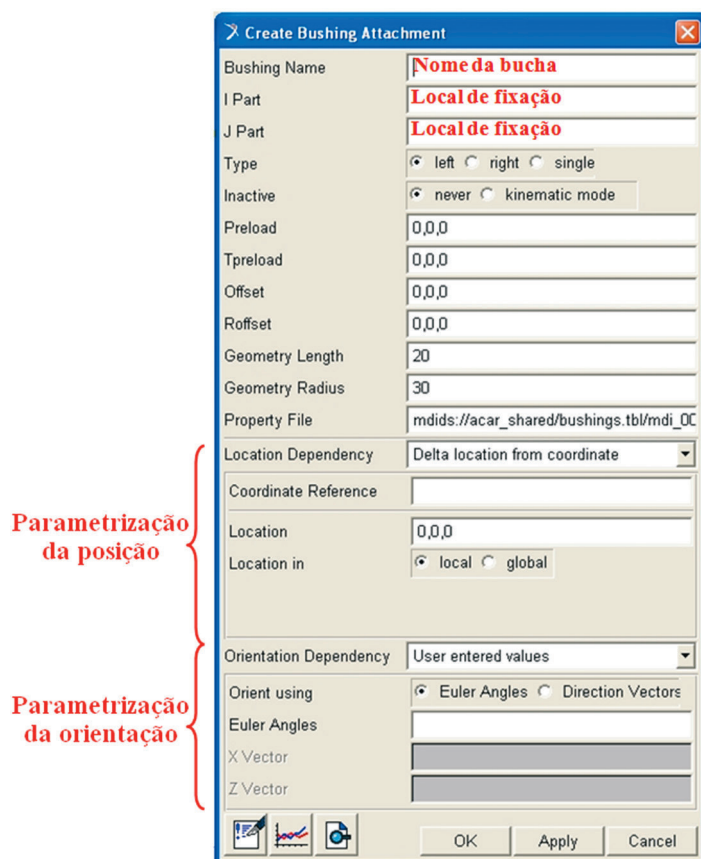 Create Bushing Attachment
Bushing Name Nome da bucha
I Part Local de fixação
J Part Local de fixação
Type left right single
Inactive never kinematic mode
Preload 0,0,0
Tpreload 0,0,0
Offset 0,0,0
Roffset 0,0,0
Geometry Length 20
Geometry Radius 30
Property File mdids://acar_shared/bushings.tbl/mdi_00
Location Dependency Delta location from coordinate
Coordinate Reference
Parametrização
da posição
Location 0,0,0
Location in local global
Orientation Dependency User entered values
Parametrização
da orientação
Orient using Euler Angles Direction Vectors
Euler Angles
X Vector
Z Vector
OK Apply Cancel